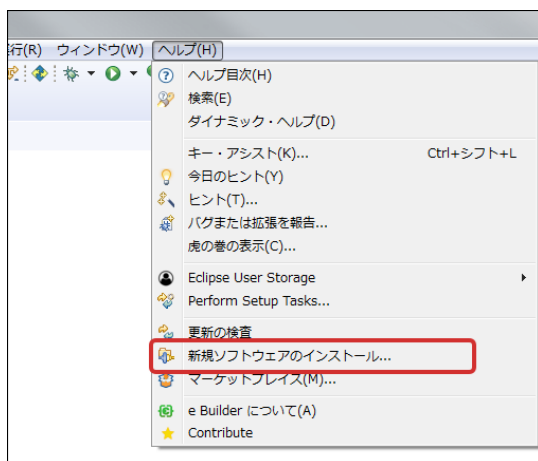 行(R) ウィンドウ(W) ヘルプ(H)
ヘルプ目次(H)
検索(E)
ダイナミック・ヘルプ(D)
キー・アシスト(K)... Ctrl+シフト+L
今日のヒント(Y)
ヒント(T)...
バグまたは拡張を報告...
虎の巻の表示(C)...
Eclipse User Storage
Perform Setup Tasks...
更新の検査
新規ソフトウェアのインストール...
マーケットプレイス(M)...
e Builder について(A)
Contribute